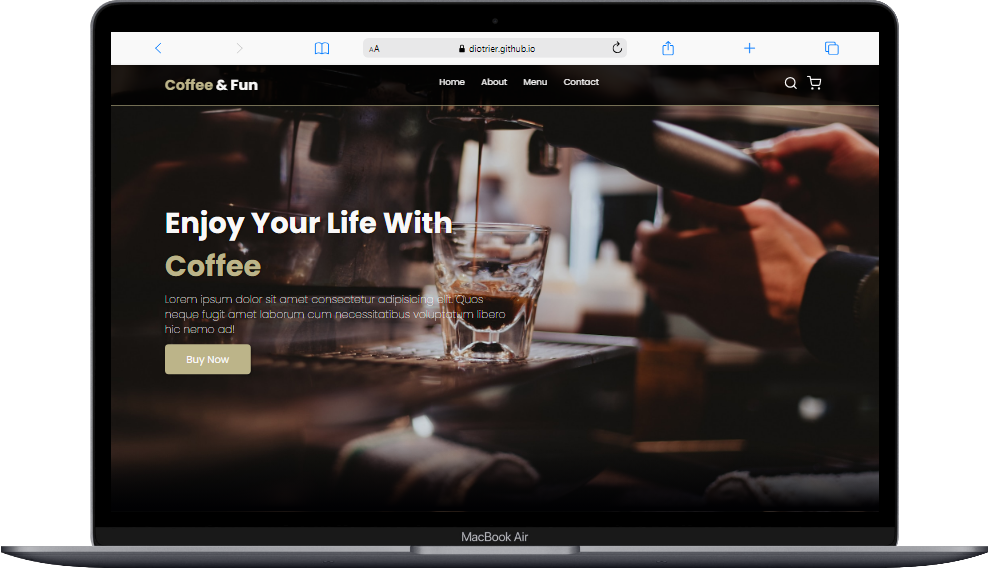 AA diotrier.github.io
Coffee & Fun Home About Menu Contact
Enjoy Your Life With
Coffee
Lorem ipsum dolor sit amet consectetur adipisicing elit. Quos
neque fugit amet laborum cum necessitatibus voluptatum libero
hic nemo ad!
Buy Now
MacBook Air